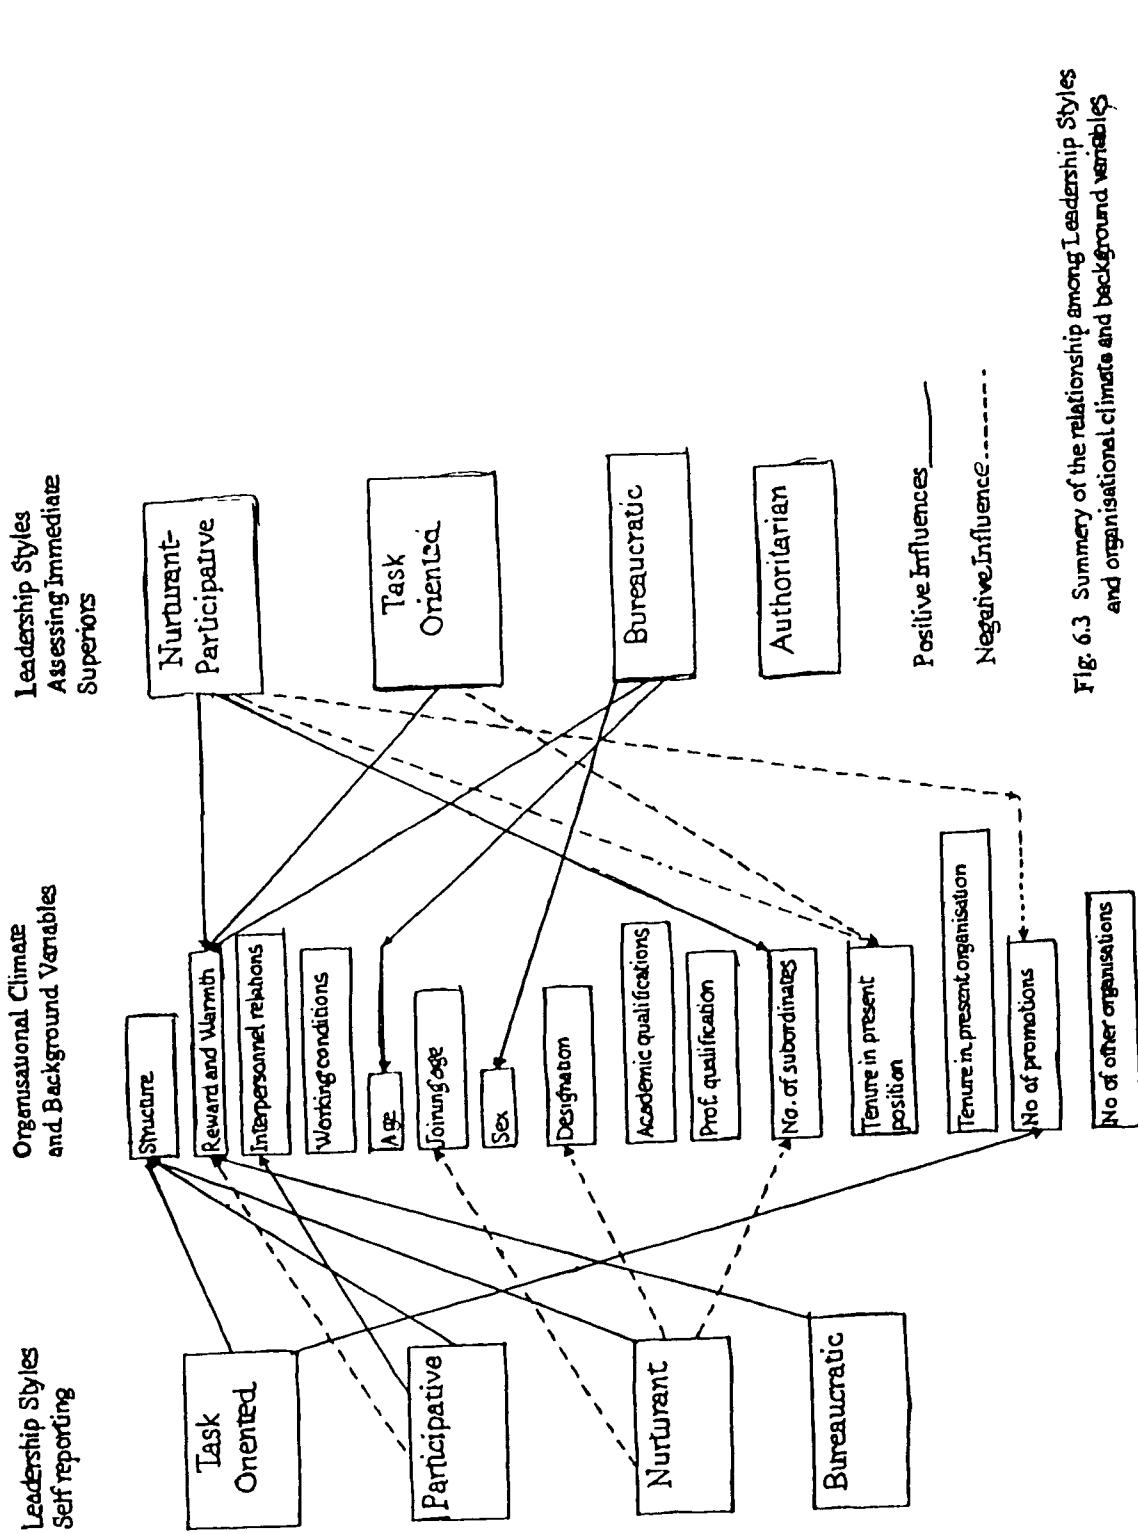 Leadership Styles
Self reporting
Task
Oriented
Participative
Nurturant
Bureaucratic
Organisational Climate
and Background Variables
Structure
Reward and Warmth
Interpersonnel relations
Working conditions
Age
Joining age
Sex
Designation
Academic qualifications
Prof. qualification
No. of subordinates
Tenure in present
position
Tenure in present organisation
No of promotions
No of other organisations
Leadership Styles
Assessing Immediate
Superiors
Nurturant-
Participative
Task
Oriented
Bureaucratic
Authoritarian
Positive Influences
Negative Influence
Fig. 6.3 Summery of the relationship among Leadership Styles
and organisational climate and background variables